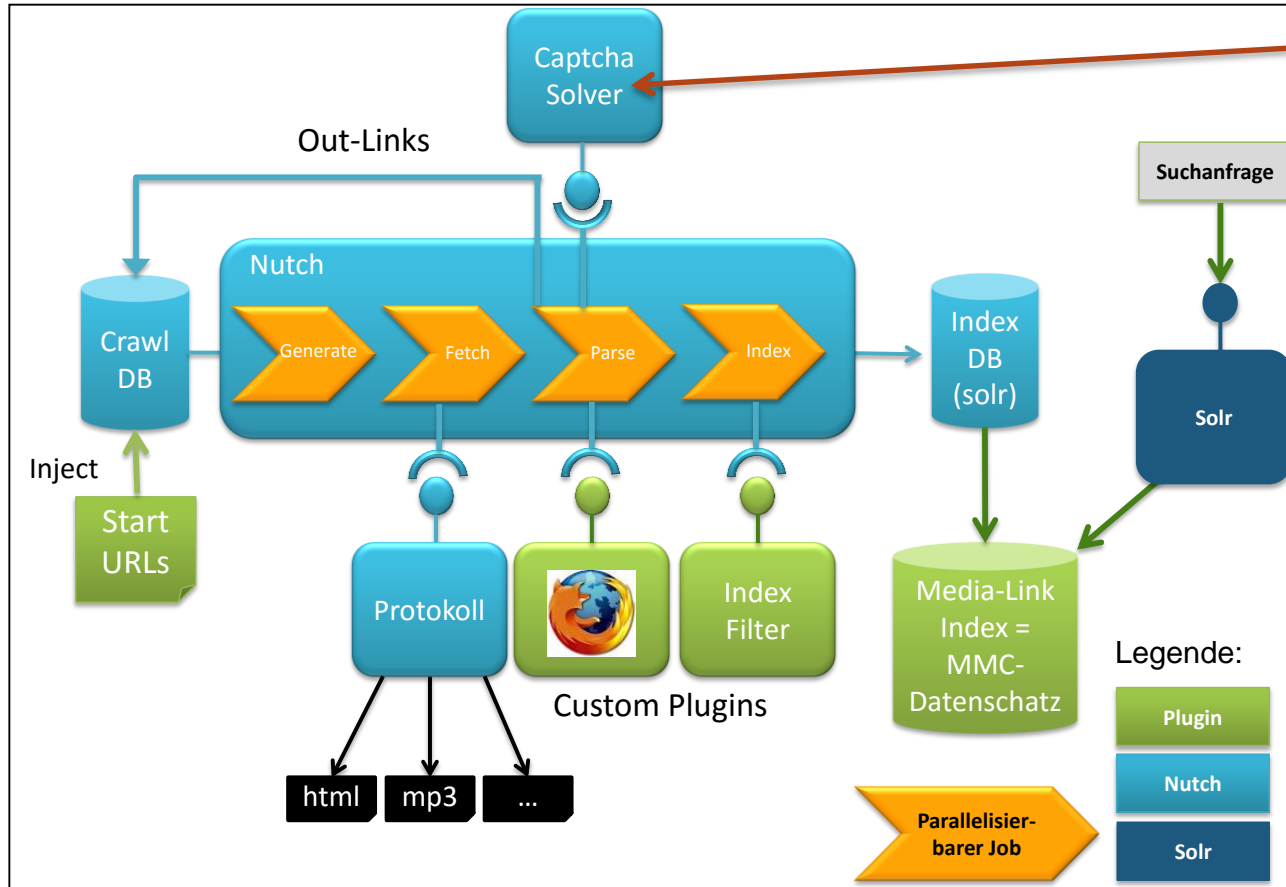 Captcha
Solver
Out-Links
Suchanfrage
Nutch
Crawl
DB
Generate
Fetch
Parse
Index
Index
DB
(solr)
Solr
Inject
Start
URLs
Protokoll
Index
Filter
Media-Link
Index =
MMC-
Datenschatz
Custom Plugins
html
mp3
...
Legende:
Plugin
Nutch
Solr
Parallelisier-
barer Job